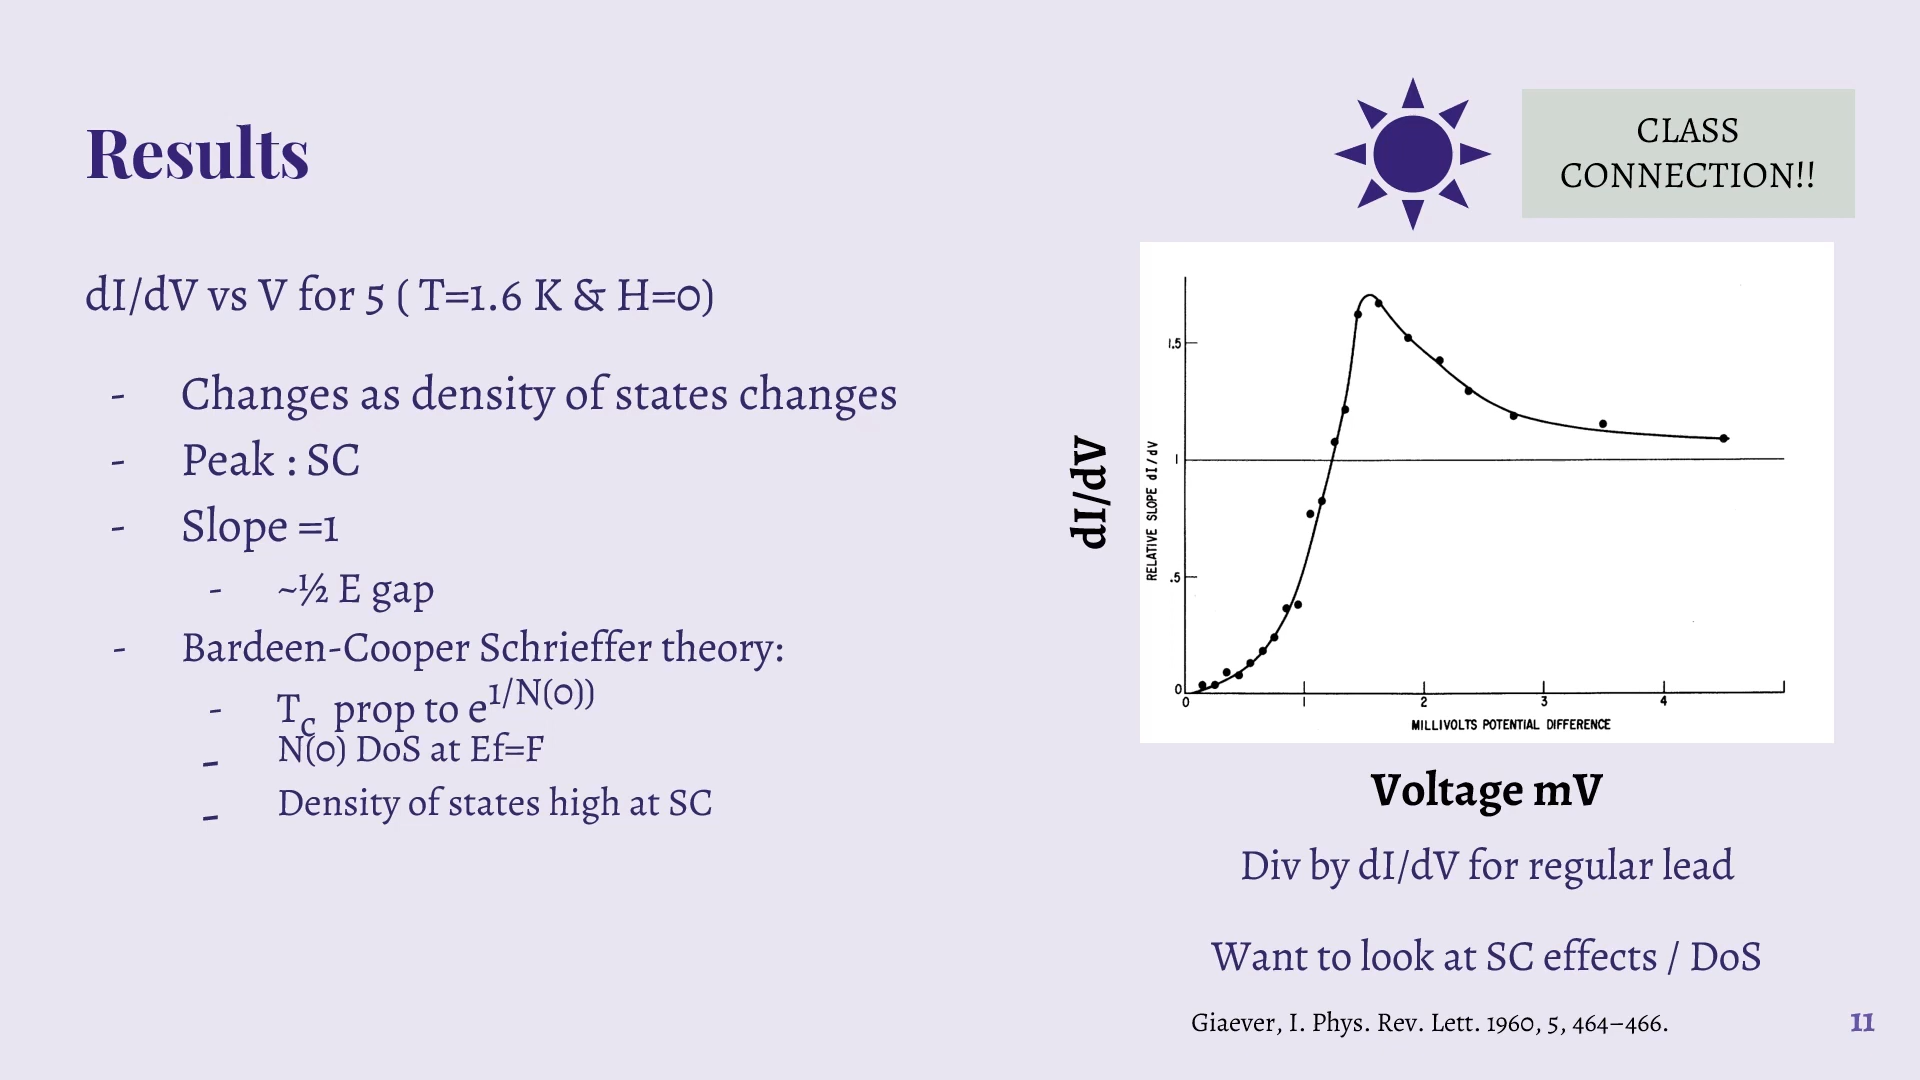 Results
CLASS
CONNECTION!!
dI/dV vs V for 5 ( T=1.6 K & H=0)
- Changes as density of states changes
- Peak : SC
- Slope =1
- ~½ E gap
- Bardeen-Cooper Schrieffer theory:
- Tc prop to e1/N(0))
- N(0) DoS at Ef=F
- Density of states high at SC
dI/dV
RELATIVE SLOPE dI/dV
1.5
1
.5
0
0 1 2 3 4
MILLIVOLTS POTENTIAL DIFFERENCE
Voltage mV
Div by dI/dV for regular lead
Want to look at SC effects / DoS
Giaever, I. Phys. Rev. Lett. 1960, 5, 464–466.
11